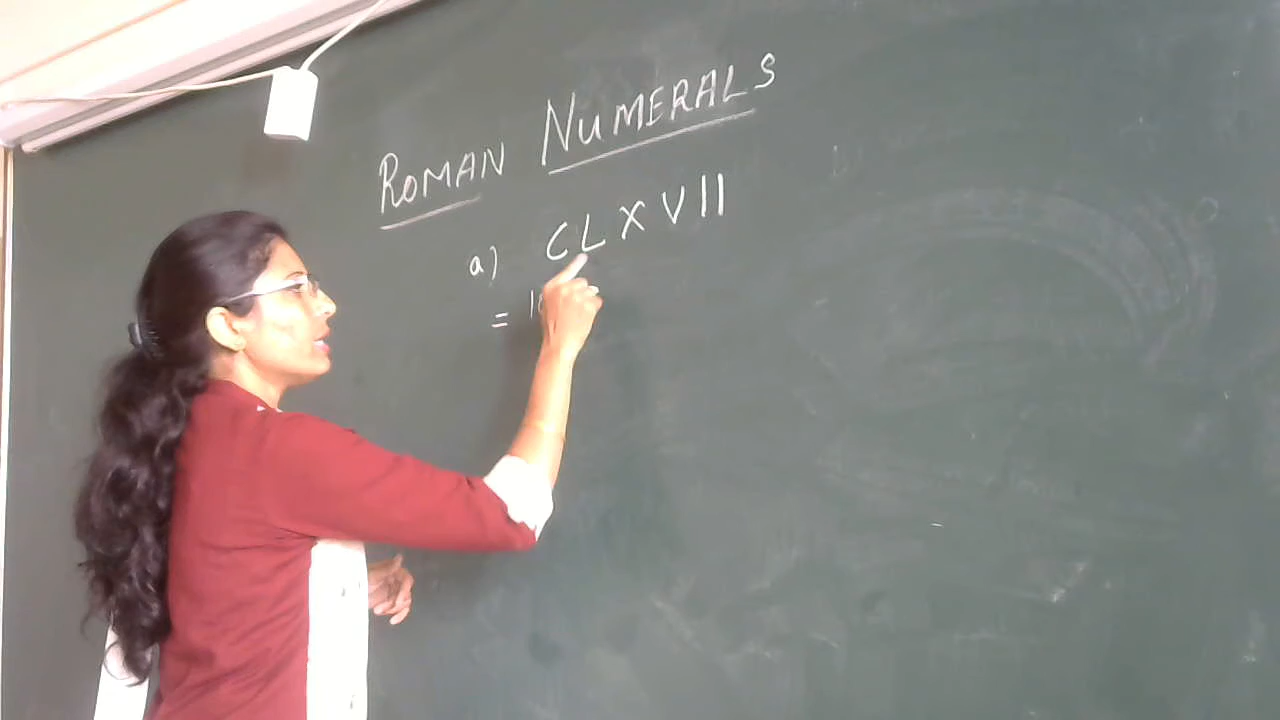 ROMAN NUMERALS
a) CLXVII
=